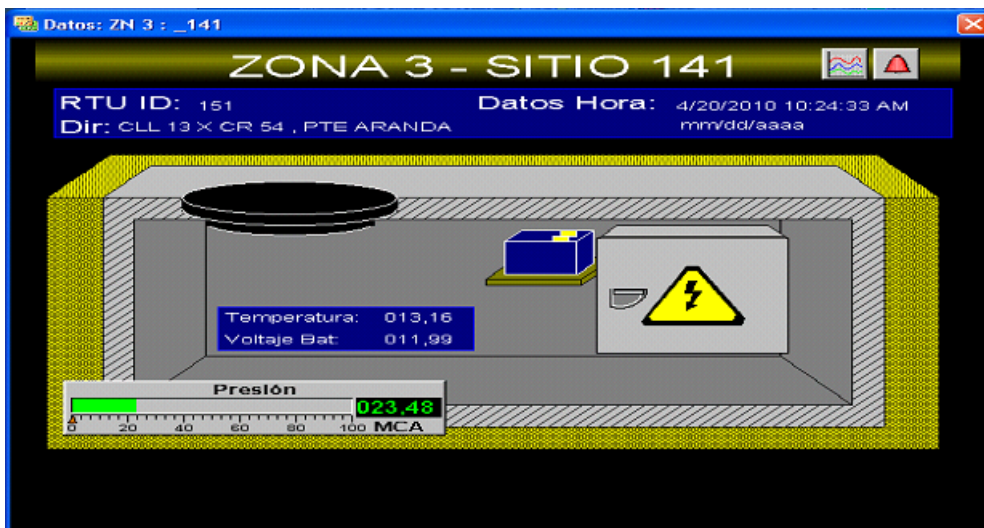 Datos: ZN 3 : _141
ZONA 3 - SITIO 141
RTU ID: 151 Datos Hora: 4/20/2010 10:24:33 AM
Dir: CLL 13 X CR 54 , PTE ARANDA mm/dd/aaaa
Temperatura: 013,16
Voltaje Bat: 011,99
Presión
023,48
0 20 40 60 80 100 MCA